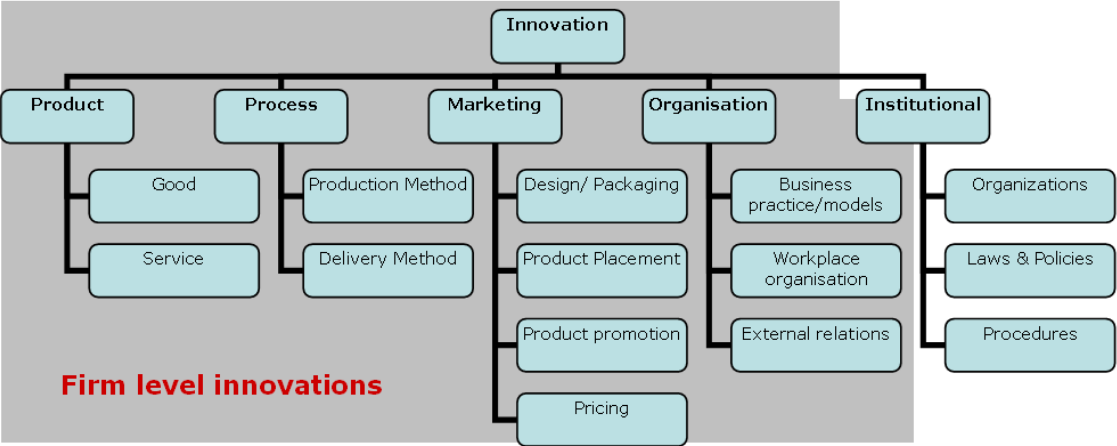 Innovation
Product
Process
Marketing
Organisation
Institutional
Good
Production Method
Design/ Packaging
Business
practice/models
Organizations
Service
Delivery Method
Product Placement
Workplace
organisation
Laws & Policies
Product promotion
External relations
Procedures
Firm level innovations
Pricing